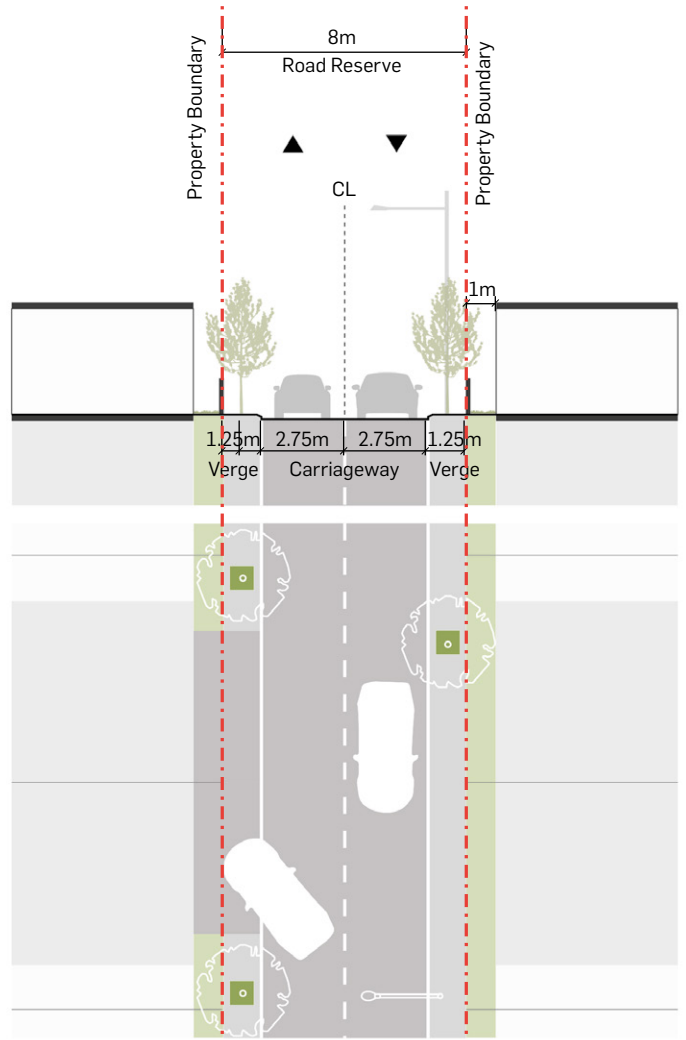 8m
Road Reserve
Property Boundary
Property Boundary
CL
1m
1.25m 2.75m 2.75m 1.25m
Verge Carriageway Verge